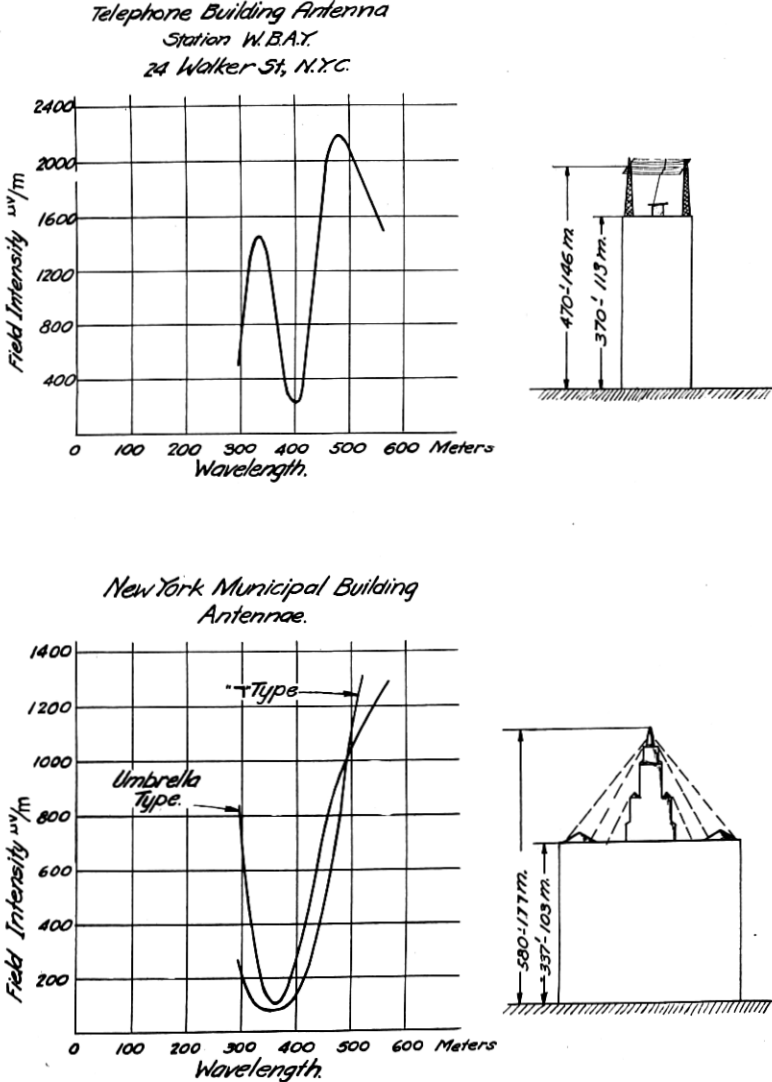 Telephone Building Antenna
Station W.B.A.Y.
24 Walker St, N.Y.C.
2400
2000
1600
1200
800
400
Field Intensity μv/m
0 100 200 300 400 500 600 Meters
Wavelength.
470'-146 m.
370'-113 m.
New York Municipal Building
Antennae.
1400
1200
1000
800
600
400
200
Field Intensity μv/m
"T Type
Umbrella
Type.
0 100 200 300 400 500 600 Meters
Wavelength.
580'-177 m.
337'-103 m.